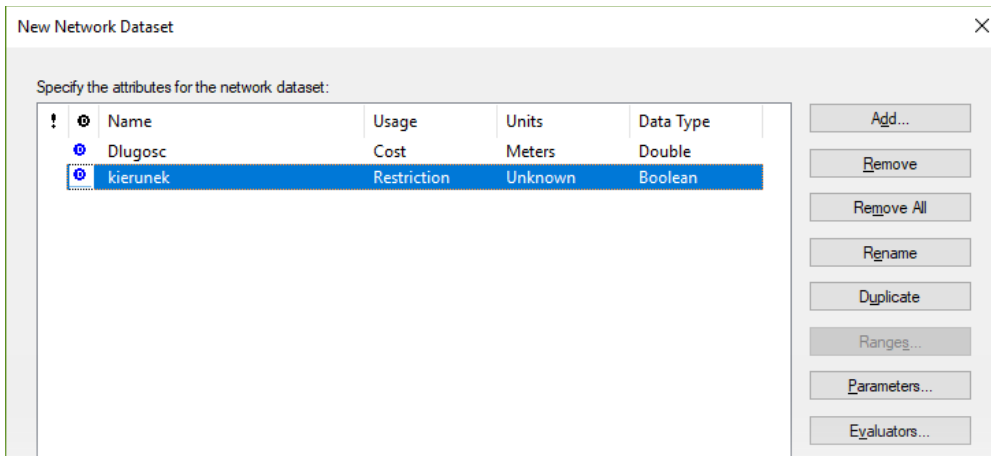 New Network Dataset
Specify the attributes for the network dataset:
! Name Usage Units Data Type
Dlugosc Cost Meters Double
kierunek Restriction Unknown Boolean
Add...
Remove
Remove All
Rename
Duplicate
Ranges...
Parameters...
Evaluators...